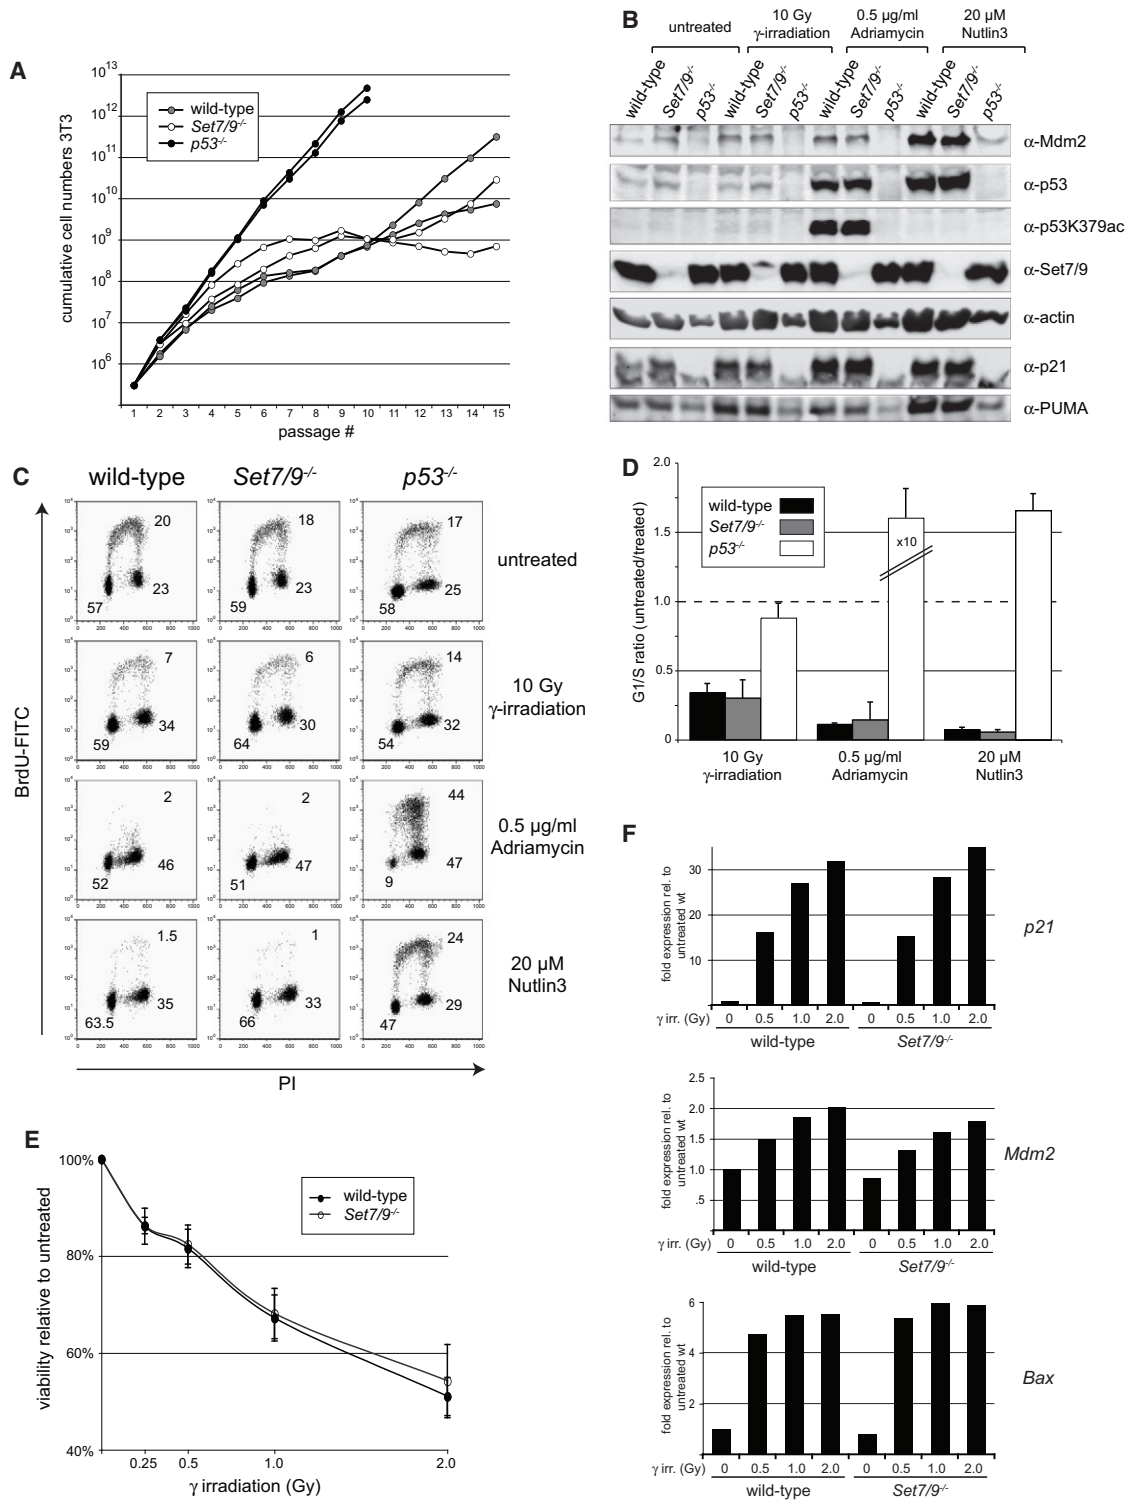 A
10^13
10^12
10^11
10^10
10^9
10^8
10^7
10^6
cumulative cell numbers 3T3
wild-type
Set7/9-/-
p53-/-
1 2 3 4 5 6 7 8 9 10 11 12 13 14 15
passage #
B
untreated
10 Gy
γ-irradiation
0.5 µg/ml
Adriamycin
20 µM
Nutlin3
wild-type Set7/9-/- p53-/- wild-type Set7/9-/- p53-/- wild-type Set7/9-/- p53-/- wild-type Set7/9-/- p53-/-
α-Mdm2
α-p53
α-p53K379ac
α-Set7/9
α-actin
α-p21
α-PUMA
C
wild-type Set7/9-/- p53-/-
20 23 57
18 23 59
17 25 58
untreated
7 34 59
6 30 64
14 32 54
10 Gy
γ-irradiation
2 46 52
2 47 51
44 47 9
0.5 µg/ml
Adriamycin
1.5 35 63.5
1 33 66
24 29 47
20 µM
Nutlin3
BrdU-FITC
PI
D
2.0
1.5
1.0
0.5
0
G1/S ratio (untreated/treated)
wild-type
Set7/9-/-
p53-/-
x10
10 Gy
γ-irradiation
0.5 µg/ml
Adriamycin
20 µM
Nutlin3
E
100%
80%
60%
40%
viability relative to untreated
wild-type
Set7/9-/-
0.25 0.5 1.0 2.0
γ irradiation (Gy)
F
fold expression rel. to
untreated wt
30
20
10
p21
γ irr. (Gy) 0 0.5 1.0 2.0 0 0.5 1.0 2.0
wild-type Set7/9-/-
fold expression rel. to
untreated wt
2.5
2.0
1.5
1.0
.5
Mdm2
γ irr. (Gy) 0 0.5 1.0 2.0 0 0.5 1.0 2.0
wild-type Set7/9-/-
fold expression rel. to
untreated wt
6
4
2
Bax
γ irr. (Gy) 0 0.5 1.0 2.0 0 0.5 1.0 2.0
wild-type Set7/9-/-